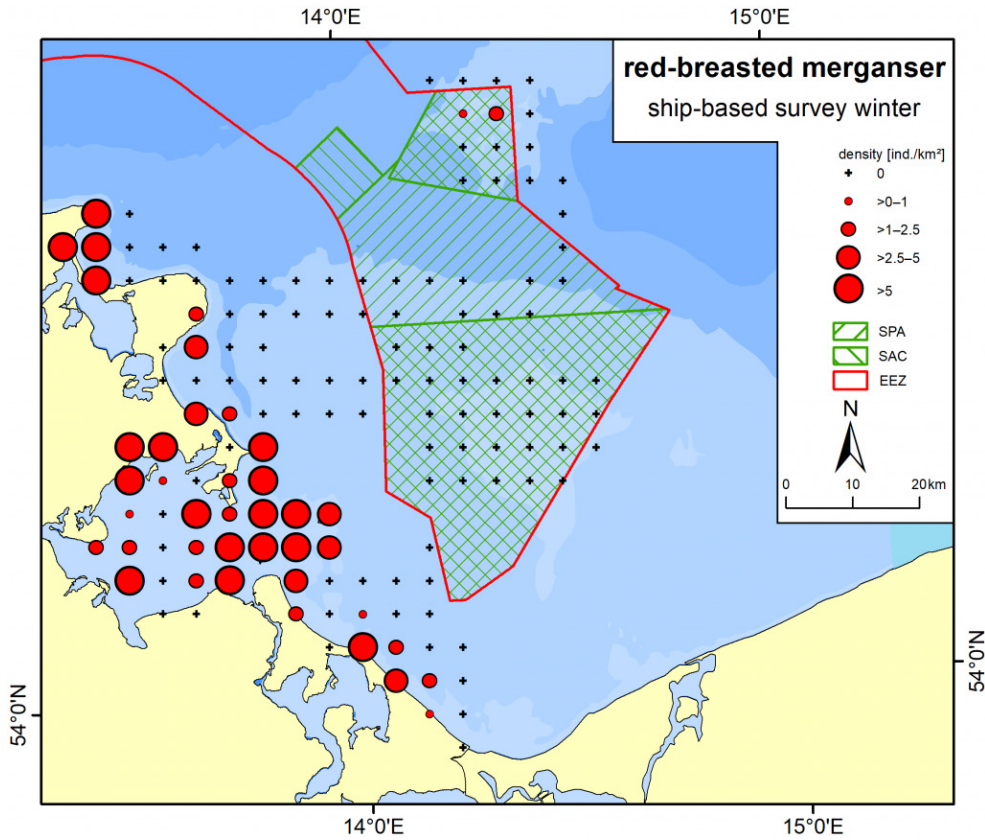 14°0'E
15°0'E
red-breasted merganser
ship-based survey winter
density [ind./km²]
0
>0–1
>1–2.5
>2.5–5
>5
SPA
SAC
EEZ
N
0 10 20km
54°0'N
54°0'N
14°0'E
15°0'E